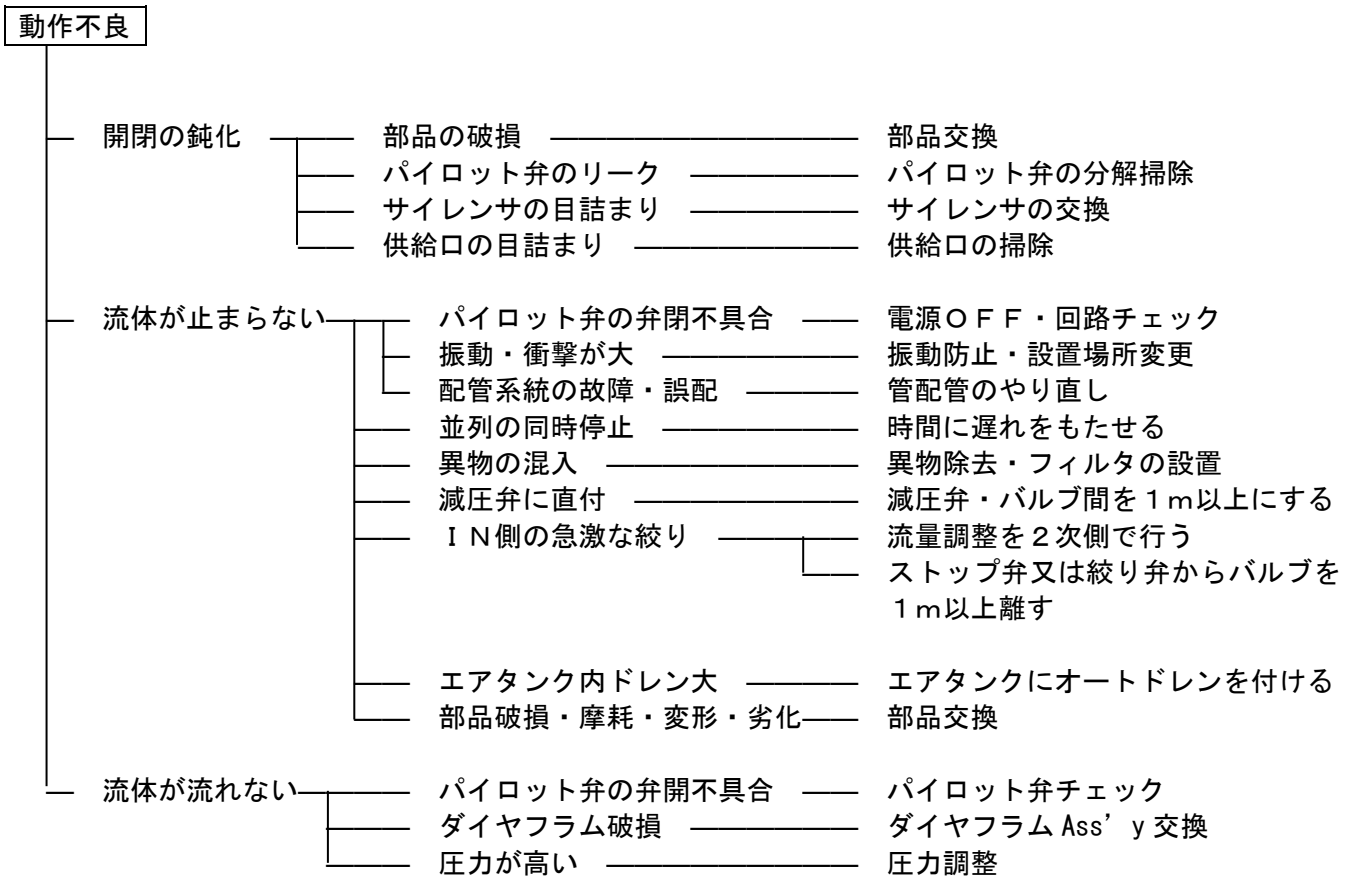 動作不良
開閉の鈍化 部品の破損 部品交換
パイロット弁のリーク パイロット弁の分解掃除
サイレンサの目詰まり サイレンサの交換
供給口の目詰まり 供給口の掃除
流体が止まらない パイロット弁の弁閉不具合 電源ＯＦＦ・回路チェック
振動・衝撃が大 振動防止・設置場所変更
配管系統の故障・誤配 管配管のやり直し
並列の同時停止 時間に遅れをもたせる
異物の混入 異物除去・フィルタの設置
減圧弁に直付 減圧弁・バルブ間を１ｍ以上にする
ＩＮ側の急激な絞り 流量調整を２次側で行う
ストップ弁又は絞り弁からバルブを
１ｍ以上離す
エアタンク内ドレン大 エアタンクにオートドレンを付ける
部品破損・摩耗・変形・劣化 部品交換
流体が流れない パイロット弁の弁開不具合 パイロット弁チェック
ダイヤフラム破損 ダイヤフラム Ass’y 交換
圧力が高い 圧力調整